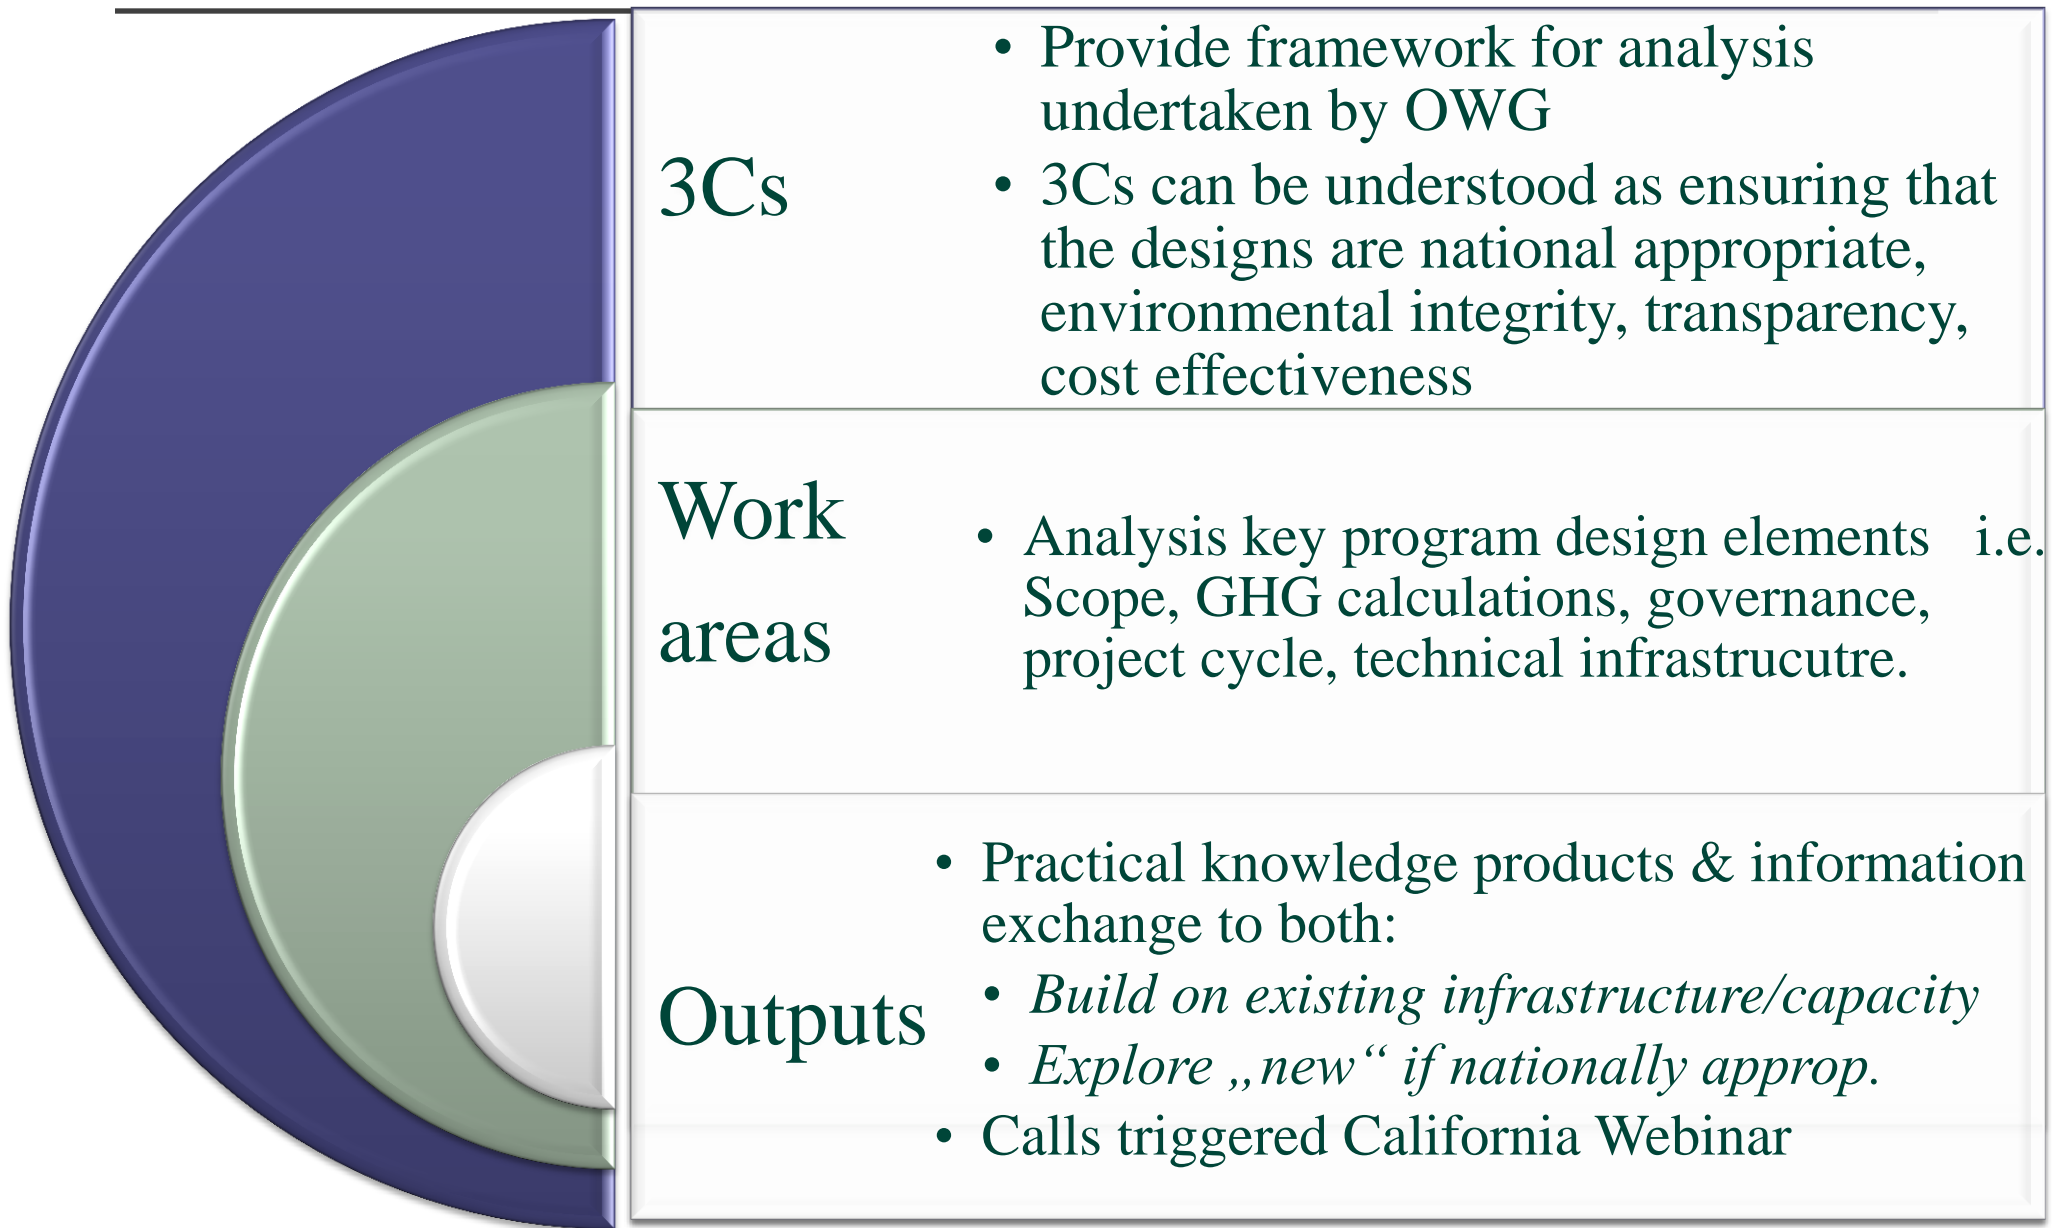 3Cs
• Provide framework for analysis
undertaken by OWG
• 3Cs can be understood as ensuring that
the designs are national appropriate,
environmental integrity, transparency,
cost effectiveness
Work
areas
• Analysis key program design elements i.e.
Scope, GHG calculations, governance,
project cycle, technical infrastrucutre.
Outputs
• Practical knowledge products & information
exchange to both:
• Build on existing infrastructure/capacity
• Explore „new“ if nationally approp.
• Calls triggered California Webinar